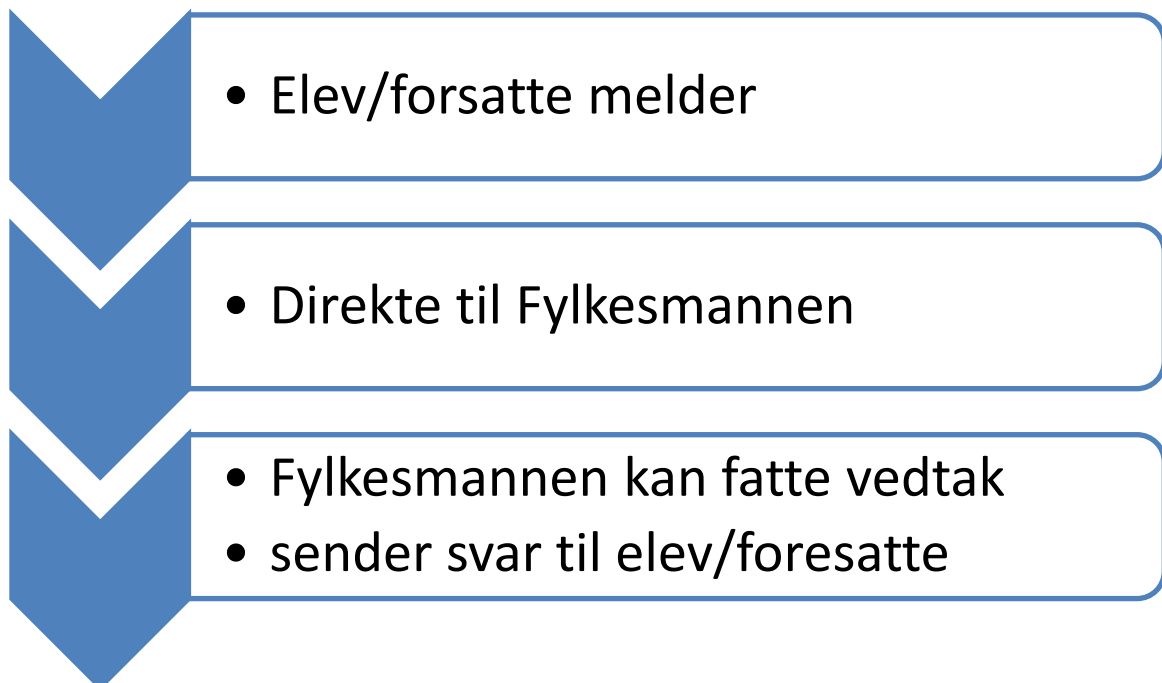 • Elev/forsatte melder
• Direkte til Fylkesmannen
• Fylkesmannen kan fatte vedtak
• sender svar til elev/foresatte